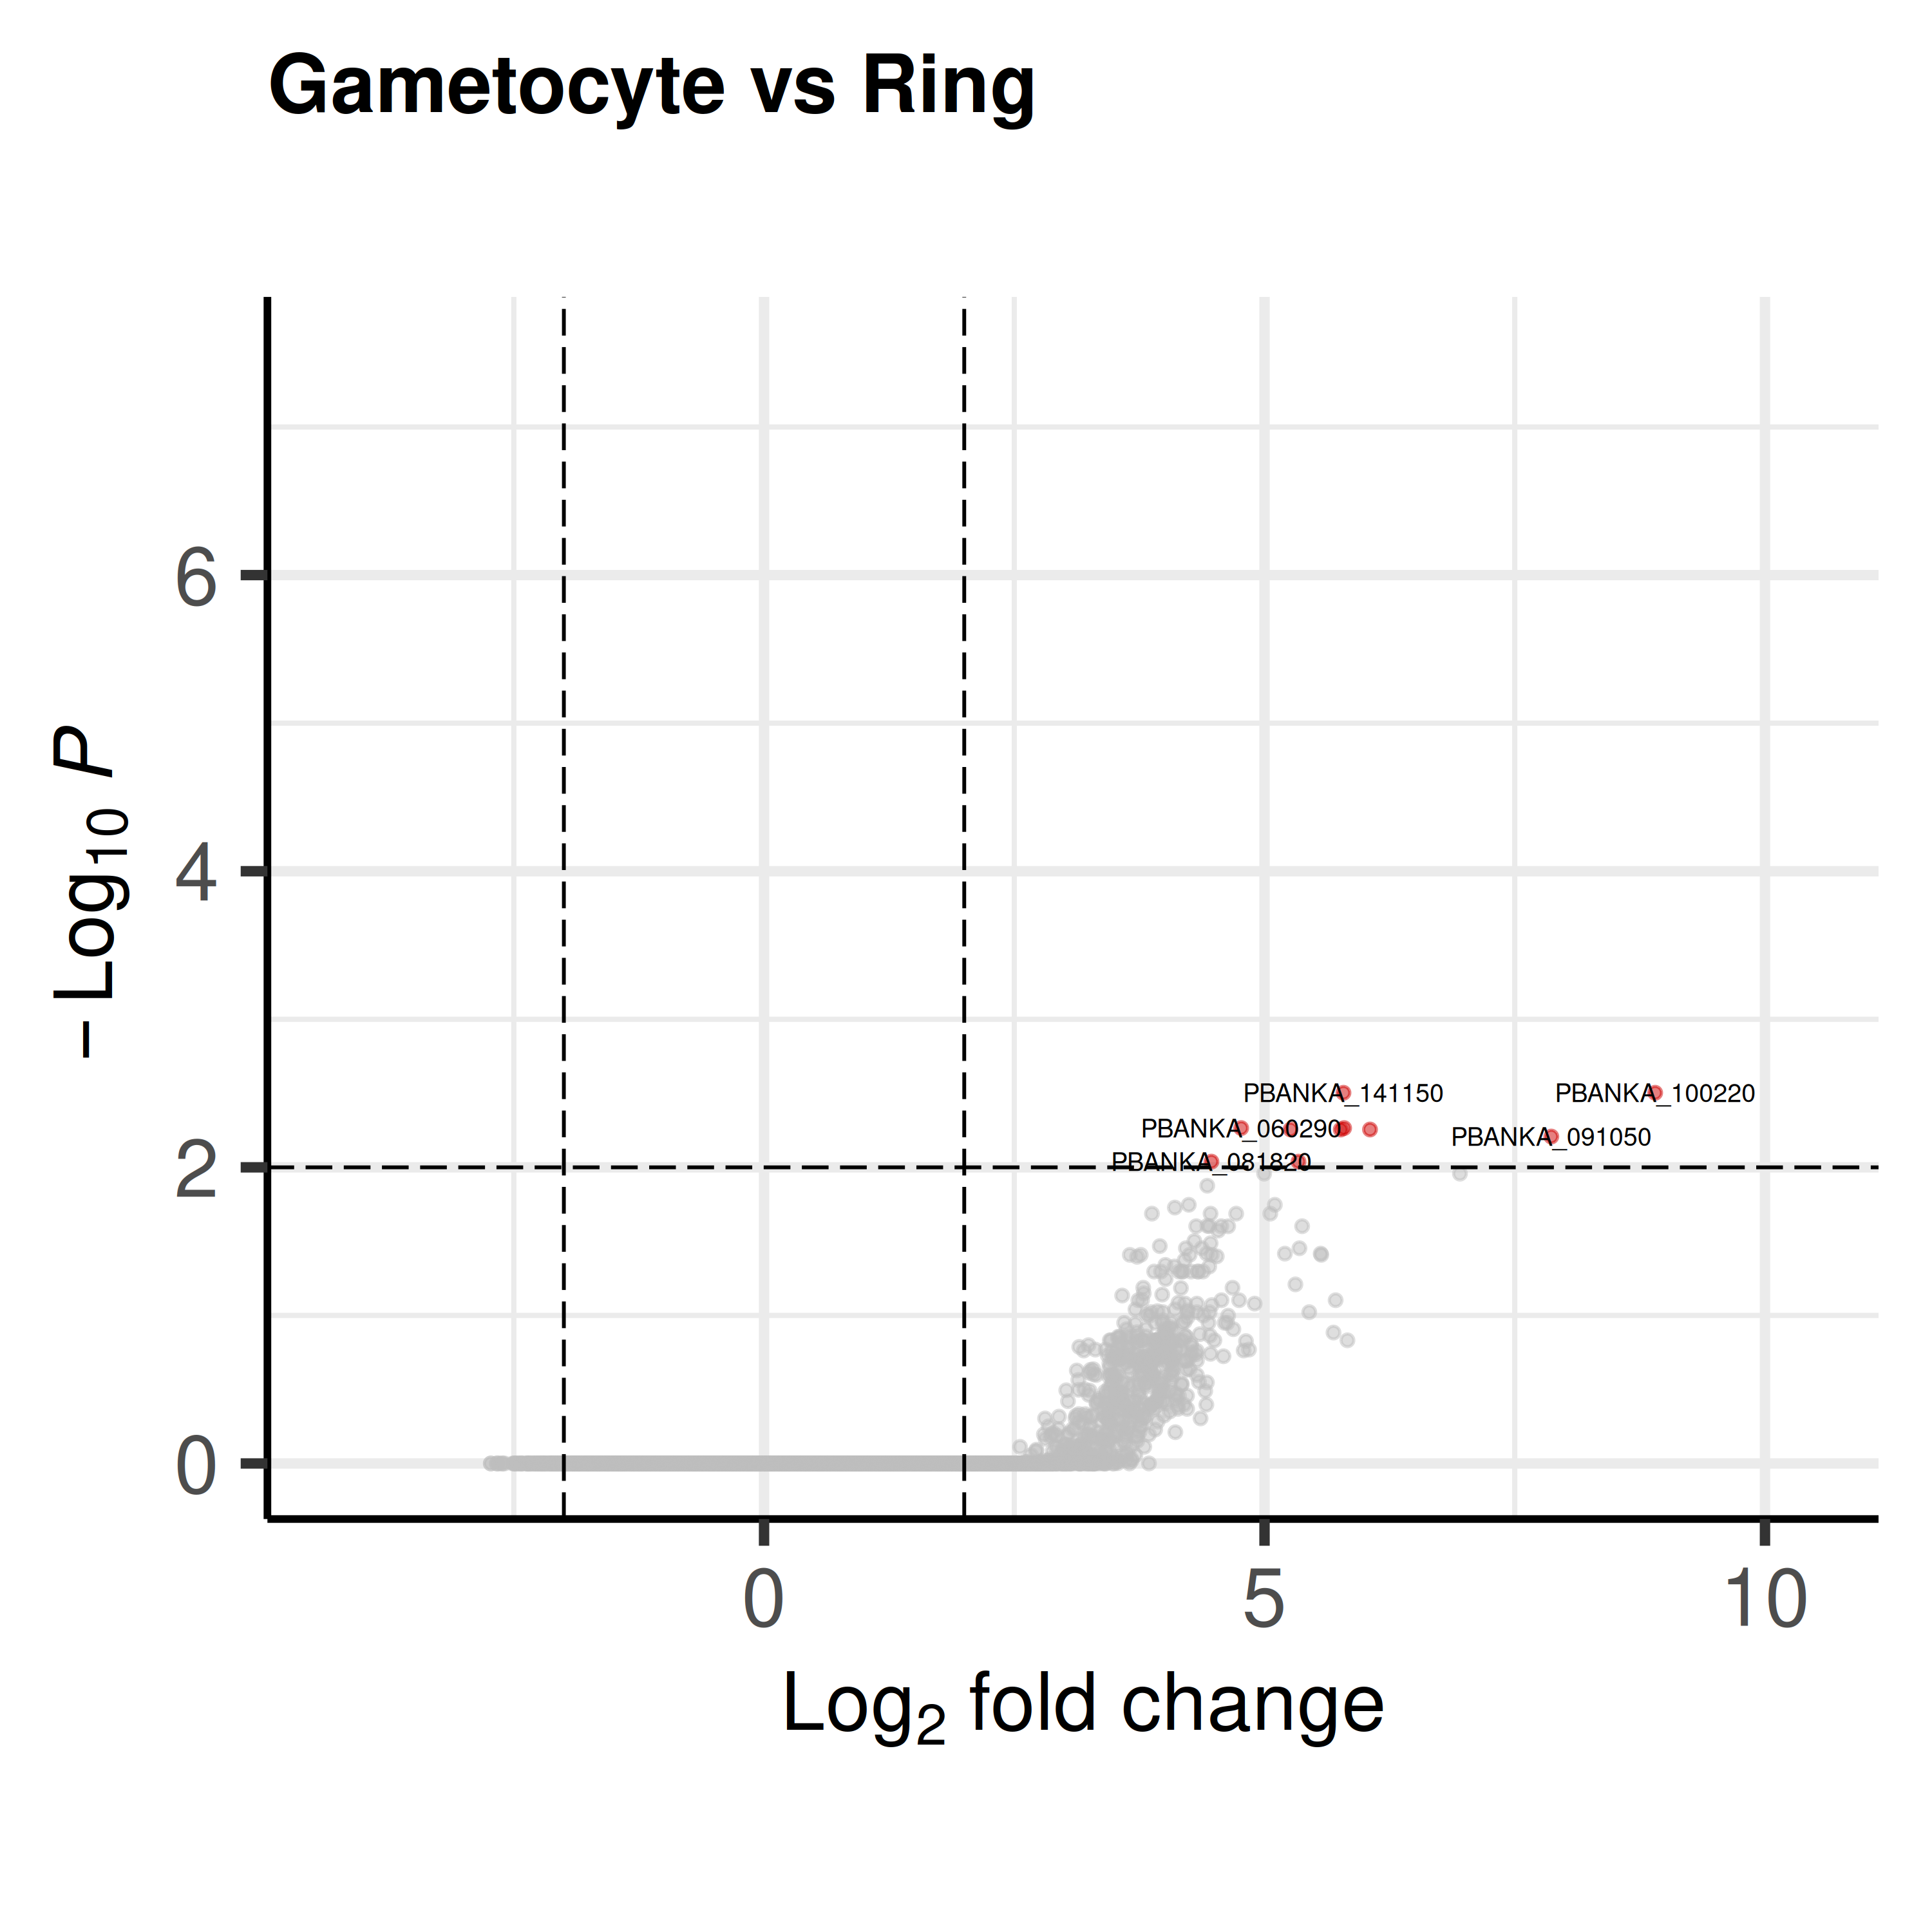 Gametocyte vs Ring
− Log10 P
6
4
2
0
PBANKA_141150
PBANKA_100220
PBANKA_060290
PBANKA_091050
PBANKA_081820
0
5
10
Log2 fold change